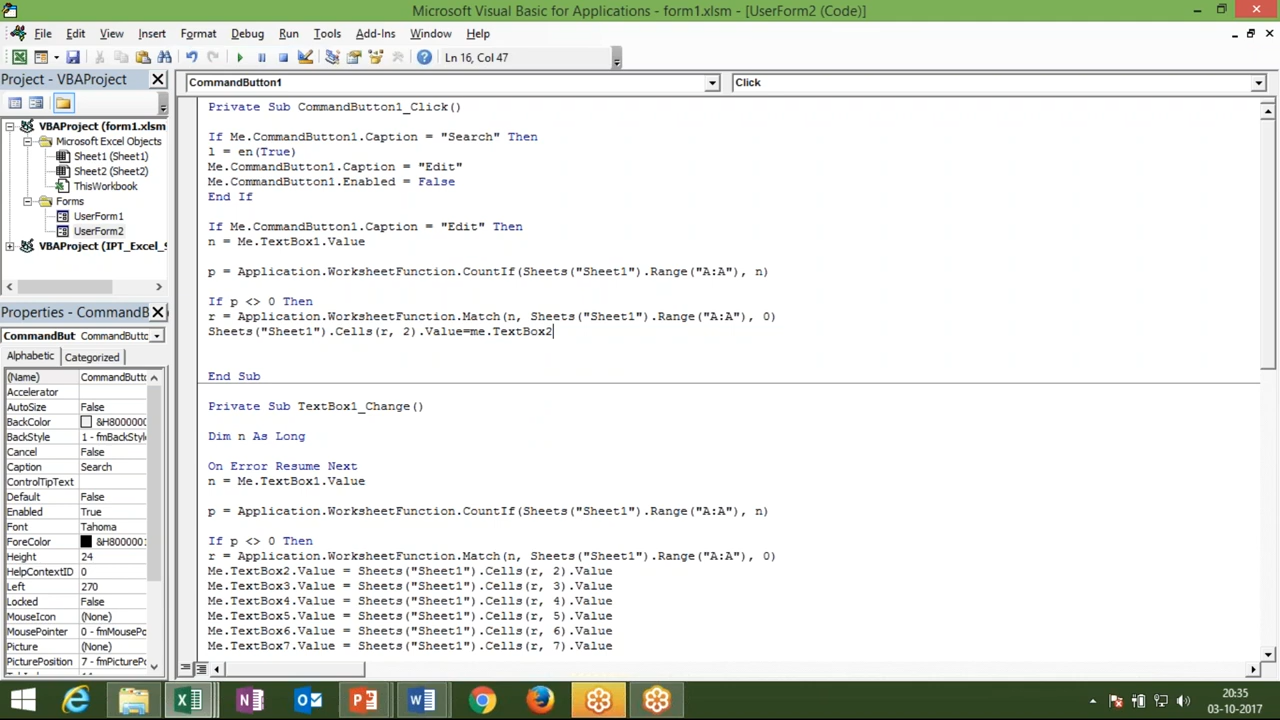 Microsoft Visual Basic for Applications - form1.xlsm - [UserForm2 (Code)]
File Edit View Insert Format Debug Run Tools Add-Ins Window Help
Ln 16, Col 47
Project - VBAProject
CommandButton1 Click
VBAProject (form1.xlsm
Microsoft Excel Objects
Sheet1 (Sheet1)
Sheet2 (Sheet2)
ThisWorkbook
Forms
UserForm1
UserForm2
VBAProject (IPT_Excel_S
Properties - CommandB
CommandBut CommandButto
Alphabetic Categorized
(Name) CommandButto
Accelerator
AutoSize False
BackColor &H8000000
BackStyle 1 - fmBackStyle
Cancel False
Caption Search
ControlTipText
Default False
Enabled True
Font Tahoma
ForeColor &H8000001
Height 24
HelpContextID 0
Left 270
Locked False
MouseIcon (None)
MousePointer 0 - fmMousePo
Picture (None)
PicturePosition 7 - fmPicturePo
Private Sub CommandButton1_Click()
If Me.CommandButton1.Caption = "Search" Then
l = en(True)
Me.CommandButton1.Caption = "Edit"
Me.CommandButton1.Enabled = False
End If
If Me.CommandButton1.Caption = "Edit" Then
n = Me.TextBox1.Value
p = Application.WorksheetFunction.CountIf(Sheets("Sheet1").Range("A:A"), n)
If p <> 0 Then
r = Application.WorksheetFunction.Match(n, Sheets("Sheet1").Range("A:A"), 0)
Sheets("Sheet1").Cells(r, 2).Value=me.TextBox2
End Sub
Private Sub TextBox1_Change()
Dim n As Long
On Error Resume Next
n = Me.TextBox1.Value
p = Application.WorksheetFunction.CountIf(Sheets("Sheet1").Range("A:A"), n)
If p <> 0 Then
r = Application.WorksheetFunction.Match(n, Sheets("Sheet1").Range("A:A"), 0)
Me.TextBox2.Value = Sheets("Sheet1").Cells(r, 2).Value
Me.TextBox3.Value = Sheets("Sheet1").Cells(r, 3).Value
Me.TextBox4.Value = Sheets("Sheet1").Cells(r, 4).Value
Me.TextBox5.Value = Sheets("Sheet1").Cells(r, 5).Value
Me.TextBox6.Value = Sheets("Sheet1").Cells(r, 6).Value
Me.TextBox7.Value = Sheets("Sheet1").Cells(r, 7).Value
20:35
03-10-2017